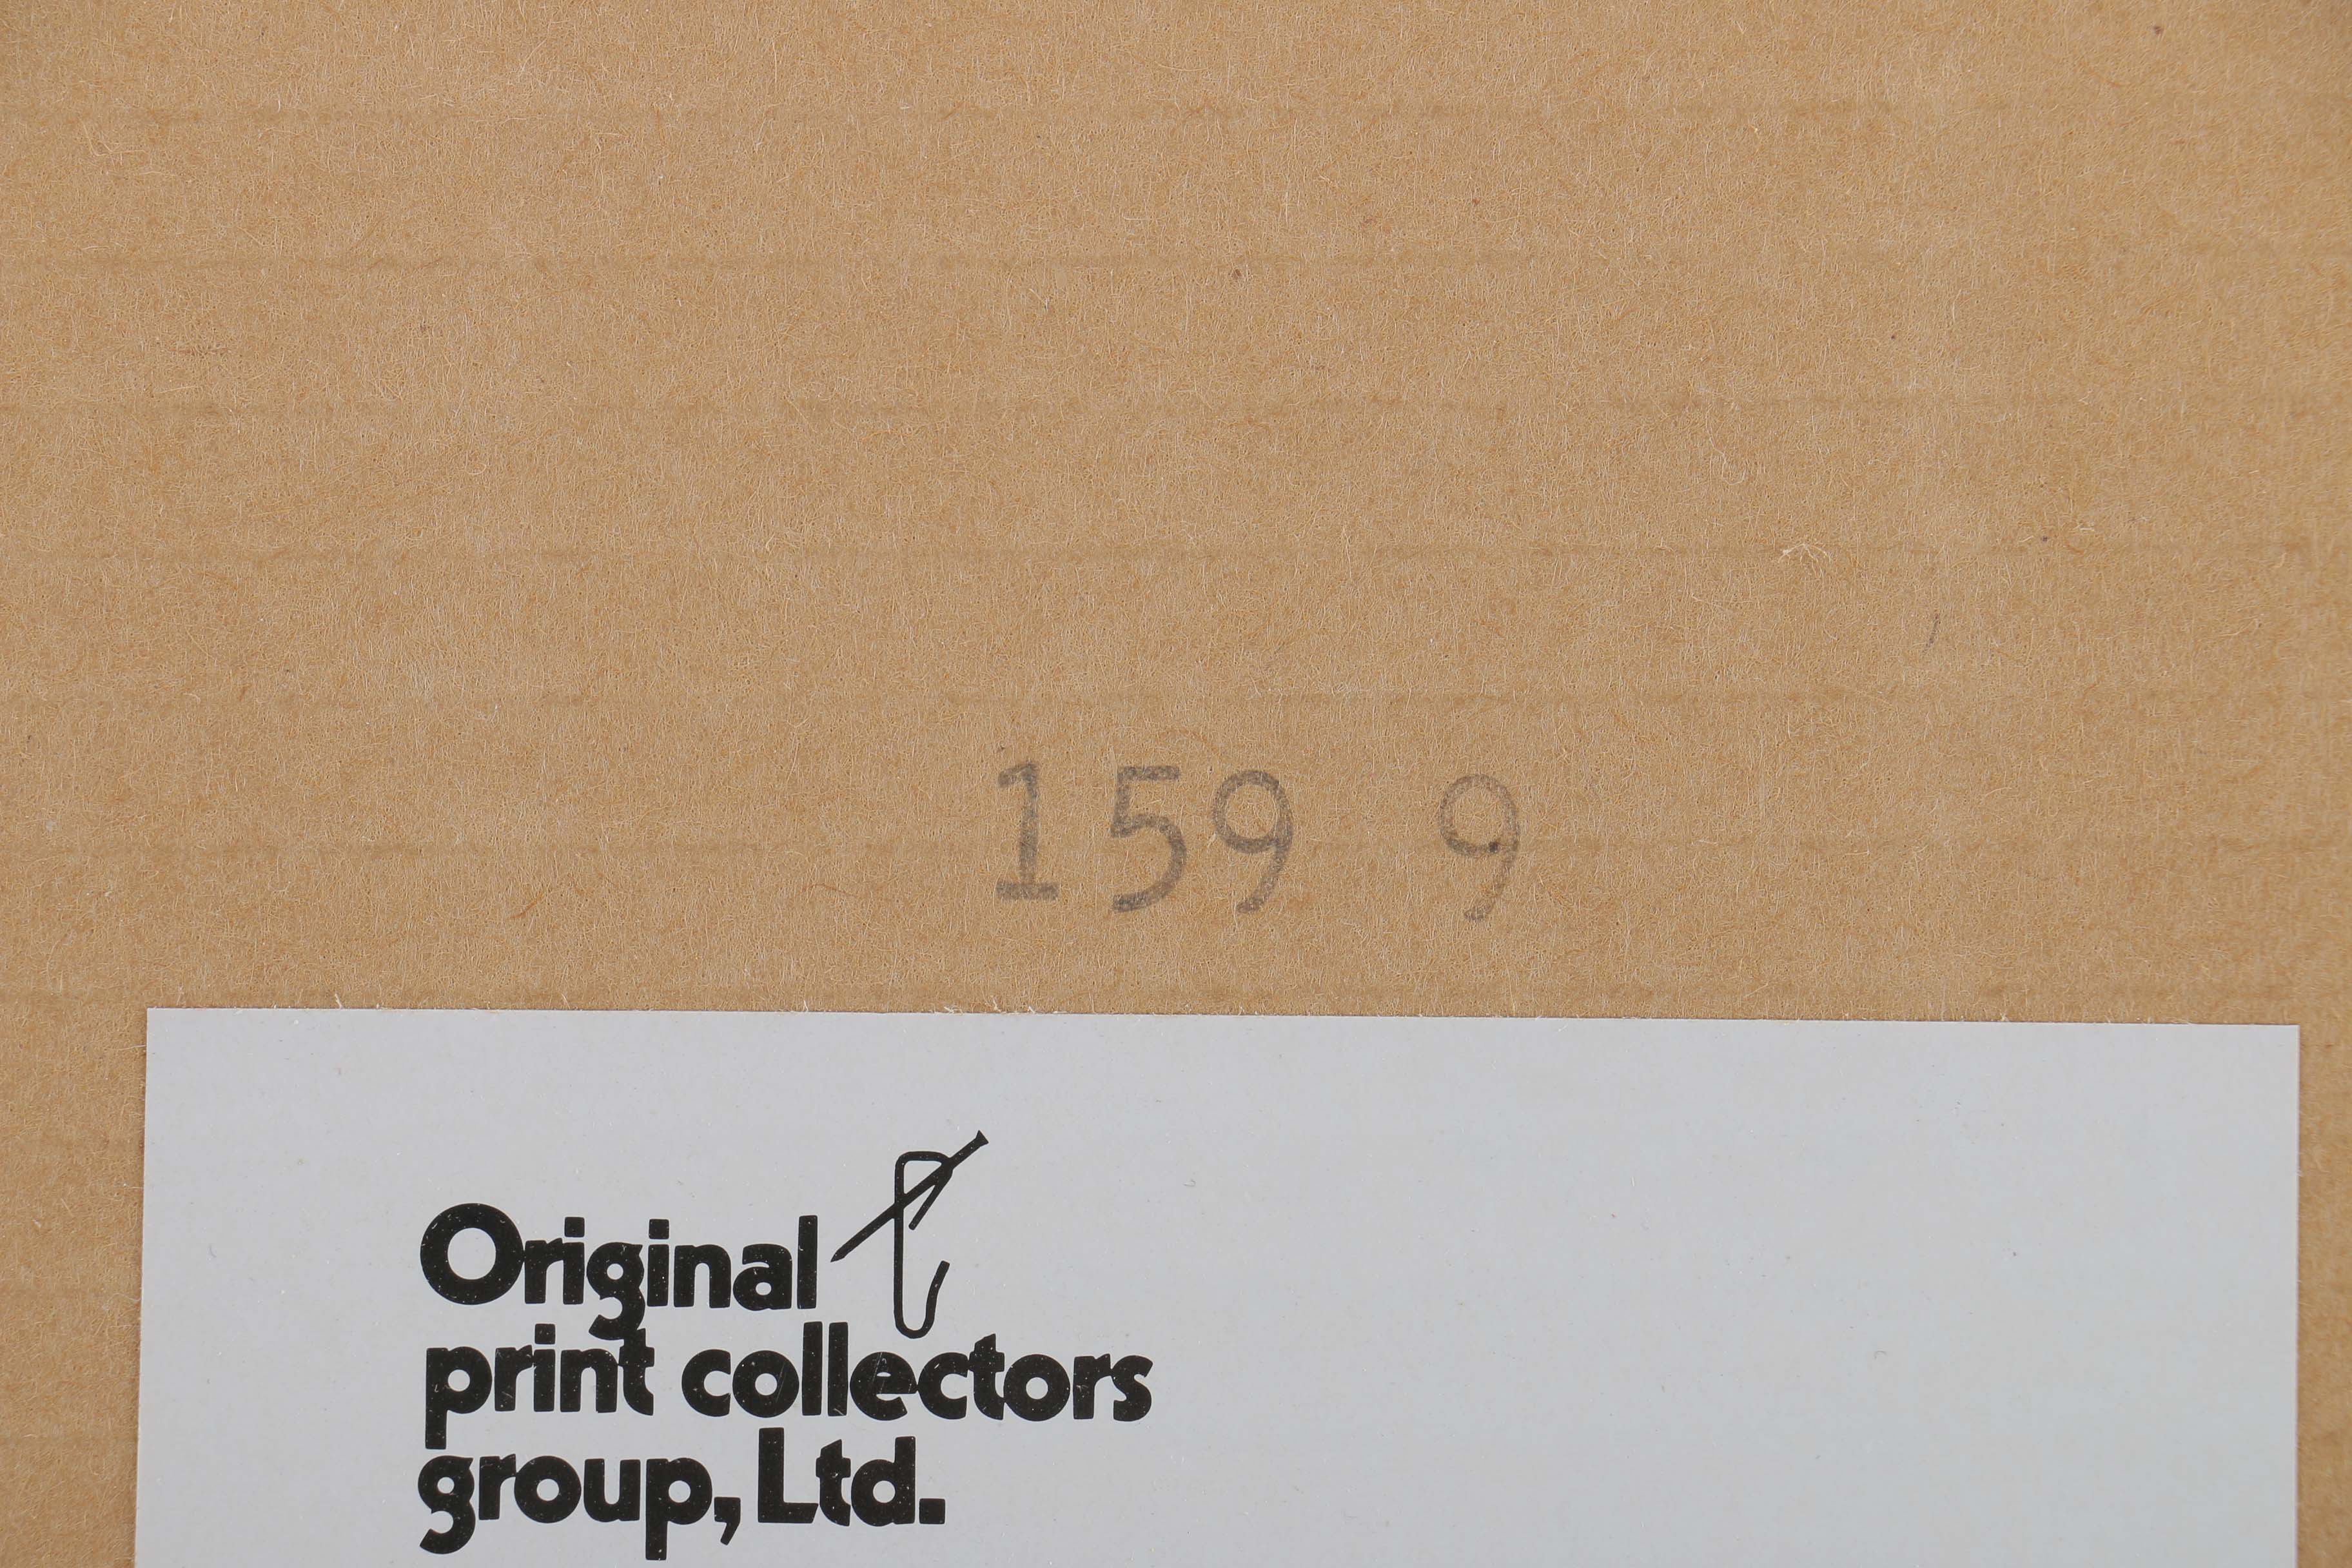 159 9
Original
print collectors
group, Ltd.